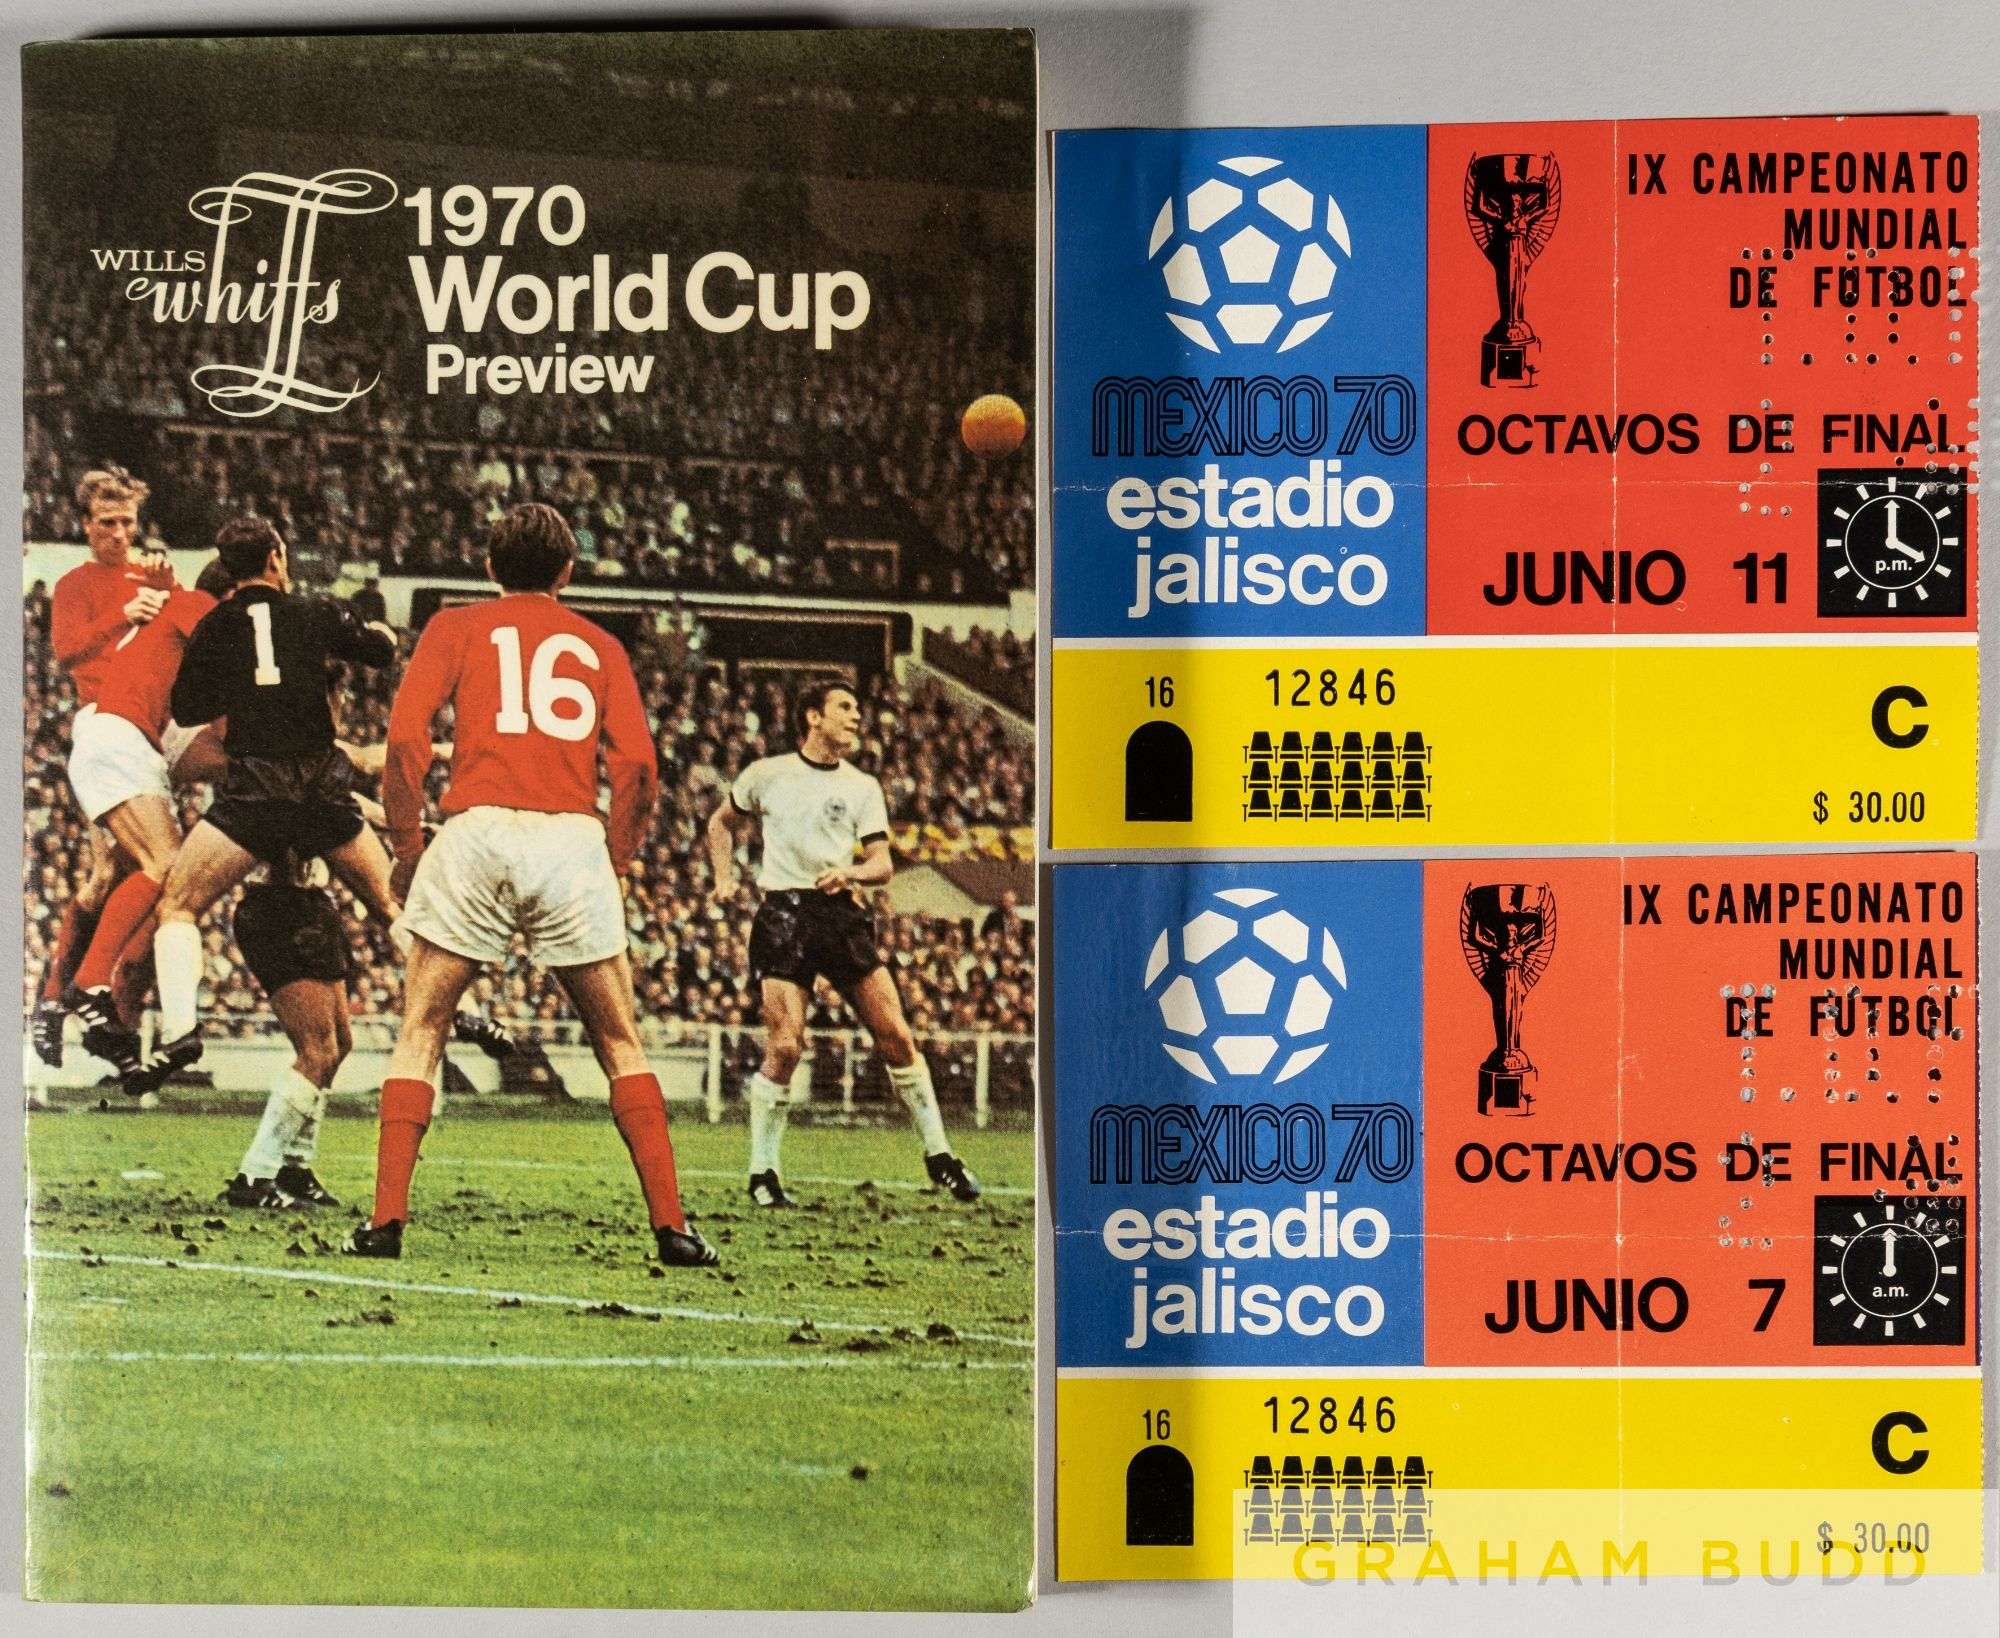 WILLS
Whiffs
1970
World Cup
Preview
1
16
MEXICO 70
estadio
jalisco
IX CAMPEONATO
MUNDIAL
DE FUTBOL
OCTAVOS DE FINAL
JUNIO 11
p.m.
16
12846
C
$ 30.00
MEXICO 70
estadio
jalisco
IX CAMPEONATO
MUNDIAL
DE FUTBOL
OCTAVOS DE FINAL
JUNIO 7
a.m.
16
12846
C
$ 30.00
GRAHAM BUDD